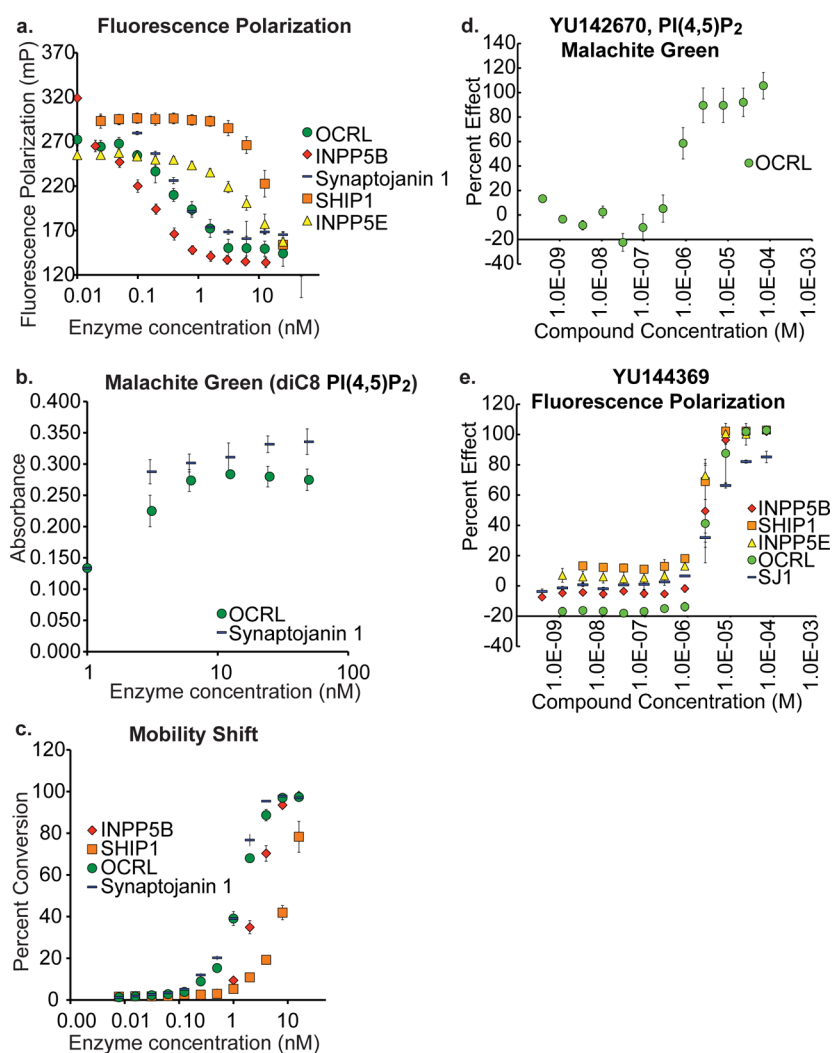 a. Fluorescence Polarization
Fluorescence Polarization (mP)
370
320
270
220
170
120
0.01 0.1 1 10
Enzyme concentration (nM)
OCRL
INPP5B
Synaptojanin 1
SHIP1
INPP5E
b. Malachite Green (diC8 PI(4,5)P₂)
Absorbance
0.400
0.350
0.300
0.250
0.200
0.150
0.100
0.050
0.000
1 10 100
Enzyme concentration (nM)
OCRL
Synaptojanin 1
c. Mobility Shift
Percent Conversion
120
100
80
60
40
20
0
0.00 0.01 0.10 1 10
Enzyme concentration (nM)
INPP5B
SHIP1
OCRL
Synaptojanin 1
d. YU142670, PI(4,5)P₂
Malachite Green
Percent Effect
140
120
100
80
60
40
20
0
-20
-40
1.0E-09 1.0E-08 1.0E-07 1.0E-06 1.0E-05 1.0E-04 1.0E-03
Compound Concentration (M)
OCRL
e. YU144369
Fluorescence Polarization
Percent Effect
120
100
80
60
40
20
0
-20
-40
1.0E-09 1.0E-08 1.0E-07 1.0E-06 1.0E-05 1.0E-04 1.0E-03
Compound Concentration (M)
INPP5B
SHIP1
INPP5E
OCRL
SJ1